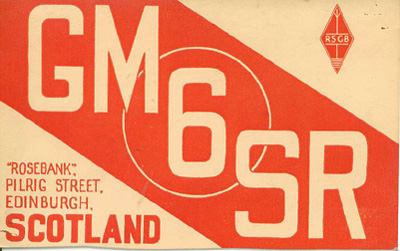 GM
6
SR
RSGB
"ROSEBANK",
PILRIG STREET,
EDINBURGH,
SCOTLAND